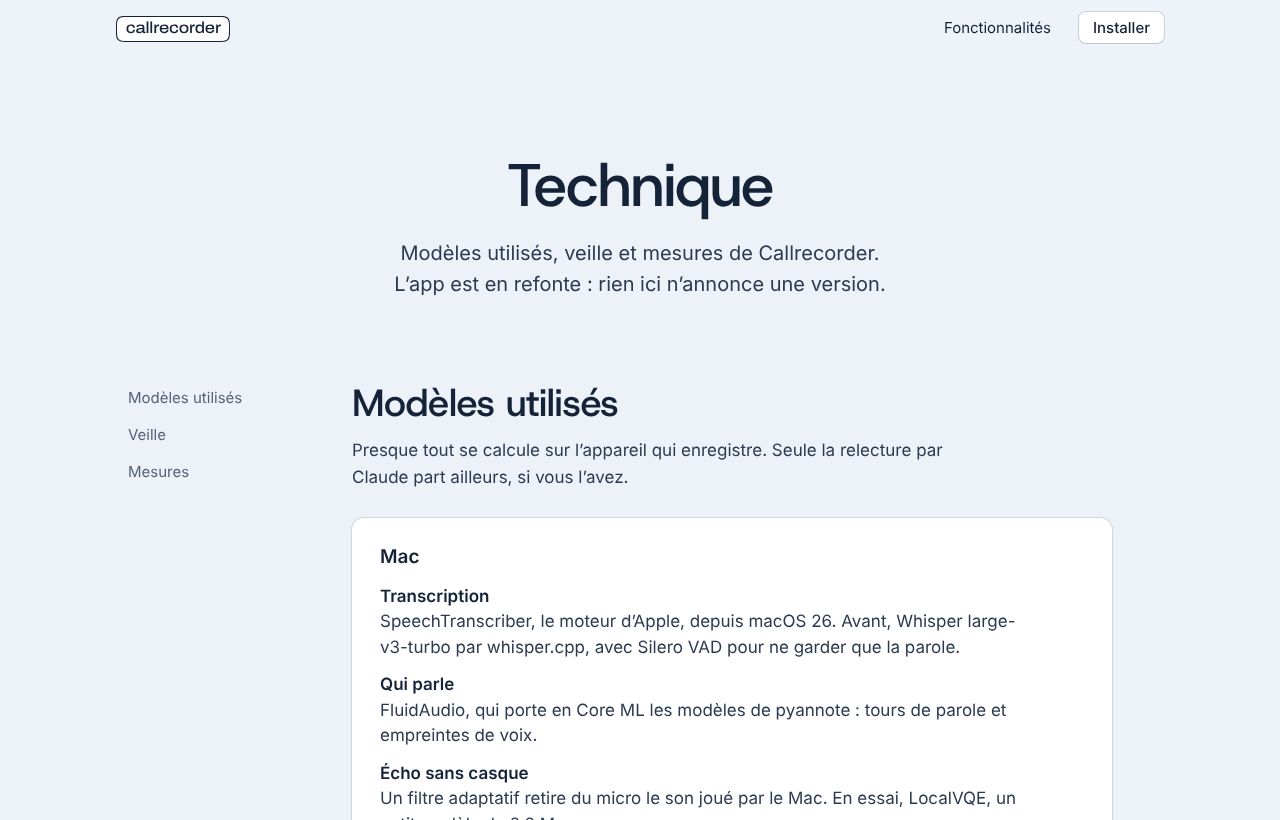 callrecorder
Fonctionnalités
Installer
Technique
Modèles utilisés, veille et mesures de Callrecorder.
L’app est en refonte : rien ici n’annonce une version.
Modèles utilisés
Veille
Mesures
Modèles utilisés
Presque tout se calcule sur l’appareil qui enregistre. Seule la relecture par
Claude part ailleurs, si vous l’avez.
Mac
Transcription
SpeechTranscriber, le moteur d’Apple, depuis macOS 26. Avant, Whisper large-
v3-turbo par whisper.cpp, avec Silero VAD pour ne garder que la parole.
Qui parle
FluidAudio, qui porte en Core ML les modèles de pyannote : tours de parole et
empreintes de voix.
Écho sans casque
Un filtre adaptatif retire du micro le son joué par le Mac. En essai, LocalVQE, un